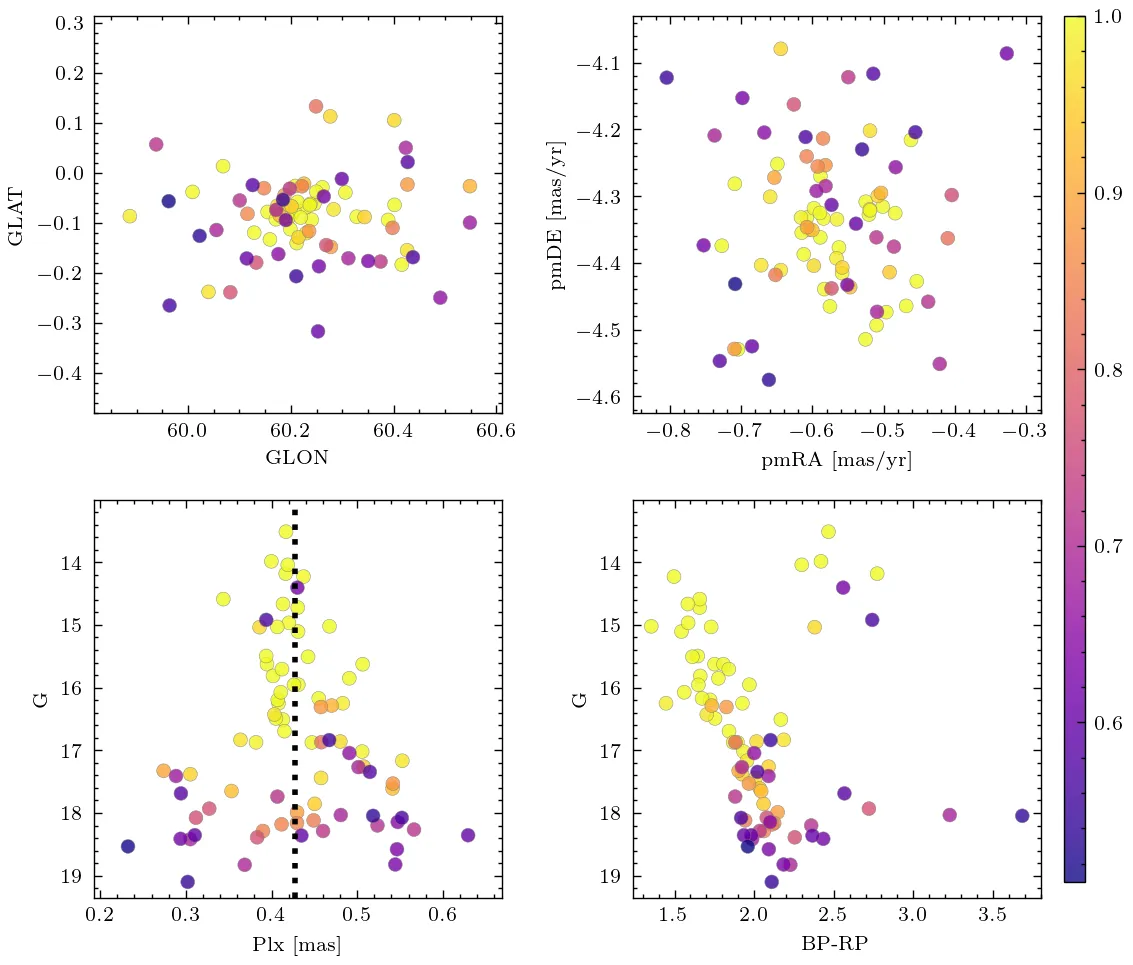 0.3
0.2
0.1
0.0
−0.1
−0.2
−0.3
−0.4
GLAT
60.0 60.2 60.4 60.6
GLON
−4.1
−4.2
−4.3
−4.4
−4.5
−4.6
pmDE [mas/yr]
−0.8 −0.7 −0.6 −0.5 −0.4 −0.3
pmRA [mas/yr]
1.0
0.9
0.8
0.7
0.6
14
15
16
17
18
19
G
0.2 0.3 0.4 0.5 0.6
Plx [mas]
14
15
16
17
18
19
G
1.5 2.0 2.5 3.0 3.5
BP-RP